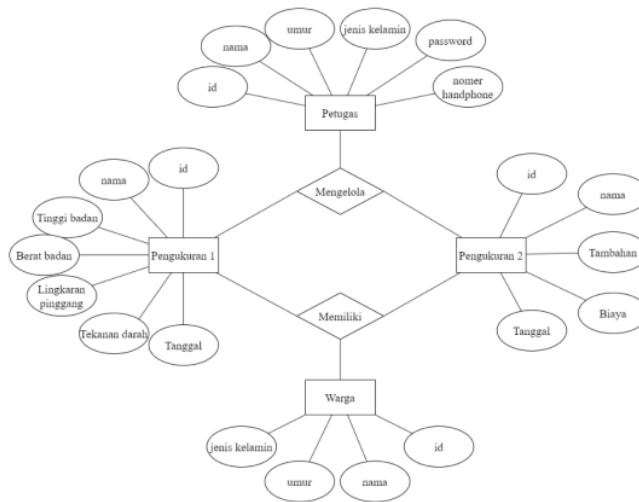 umur
jenis kelamin
nama
password
id
nomer
handphone
Petugas
Mengelola
id
nama
Tinggi badan
Berat badan
Lingkaran
pinggang
Tekanan darah
Tanggal
Pengukuran 1
id
nama
Tambahan
Biaya
Tanggal
Pengukuran 2
Memiliki
Warga
jenis kelamin
umur
nama
id